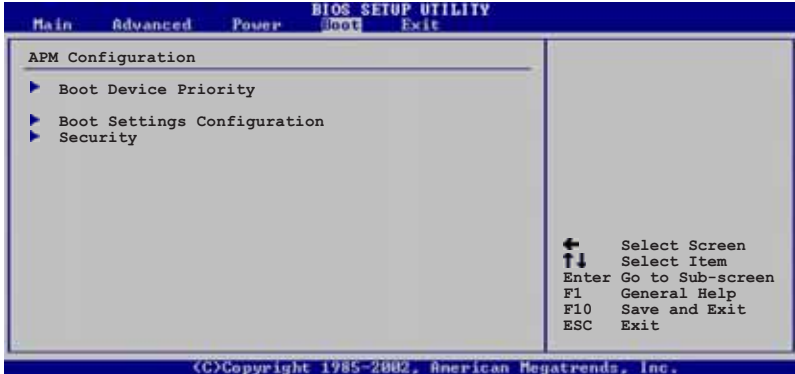 BIOS SETUP UTILITY
Main Advanced Power Boot Exit
APM Configuration
Boot Device Priority
Boot Settings Configuration
Security
Select Screen
Select Item
Enter Go to Sub-screen
F1 General Help
F10 Save and Exit
ESC Exit
(C)Copyright 1985-2002, American Megatrends, Inc.